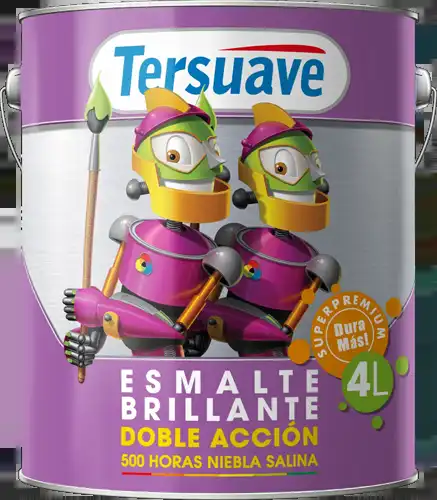 Tersuave
SUPERPREMIUM
Dura
Más!
4L
ESMALTE
BRILLANTE
DOBLE ACCIÓN
500 HORAS NIEBLA SALINA